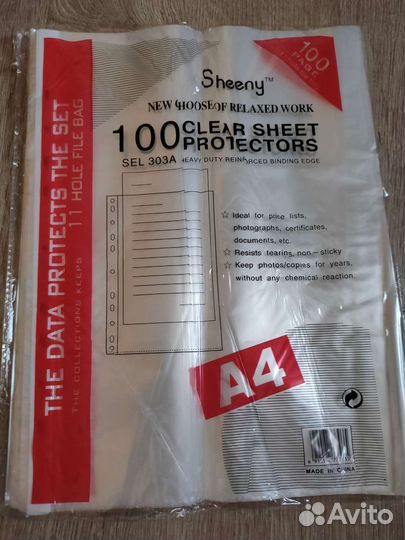 100
PAGE
Sheeny™
NEW CHOOSE OF RELAXED WORK
100 CLEAR SHEET
PROTECTORS
SEL 303A HEAVY DUTY REINFORCED BINDING EDGE
Ideal for price lists,
photographs, certificates,
documents, etc.
Resists tearing, non-sticky
Keep photos/copies for years,
without any chemical reaction.
A4
MADE IN CHINA
THE DATA PROTECTS THE SET
11 HOLE FILE BAG
THE COLLECTIONS KEEPS
Avito